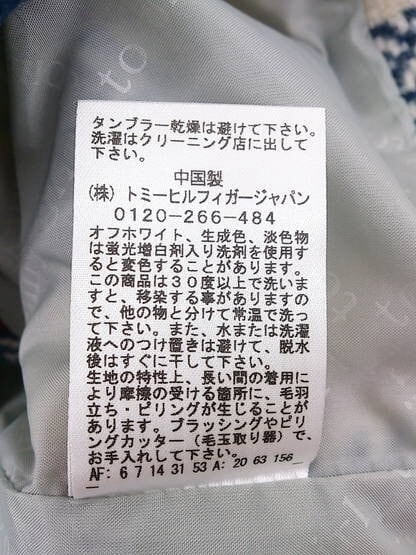 to
タンブラー乾燥は避けて下さい。
洗濯はクリーニング店に出して
下さい。
中国製
(株) トミーヒルフィガージャパン
0120-266-484
オフホワイト、生成色、淡色物
は蛍光増白剤入り洗剤を使用す
ると変色することがあります。
この商品は30度以上で洗いま
すと、移染する事がありますの
で、他の物と分けて常温で洗っ
て下さい。また、水または洗濯
液へのつけ置きは避けて、脱水
後はすぐに干して下さい。
生地の特性上、長い間の着用に
より摩擦の受ける箇所に、毛羽
立ち・ピリングが生じることが
あります。ブラッシングやピリ
ングカッター(毛玉取り器)で、
お手入れして下さい。
AF: 6 7 14 31 53 A: 20 63 156_